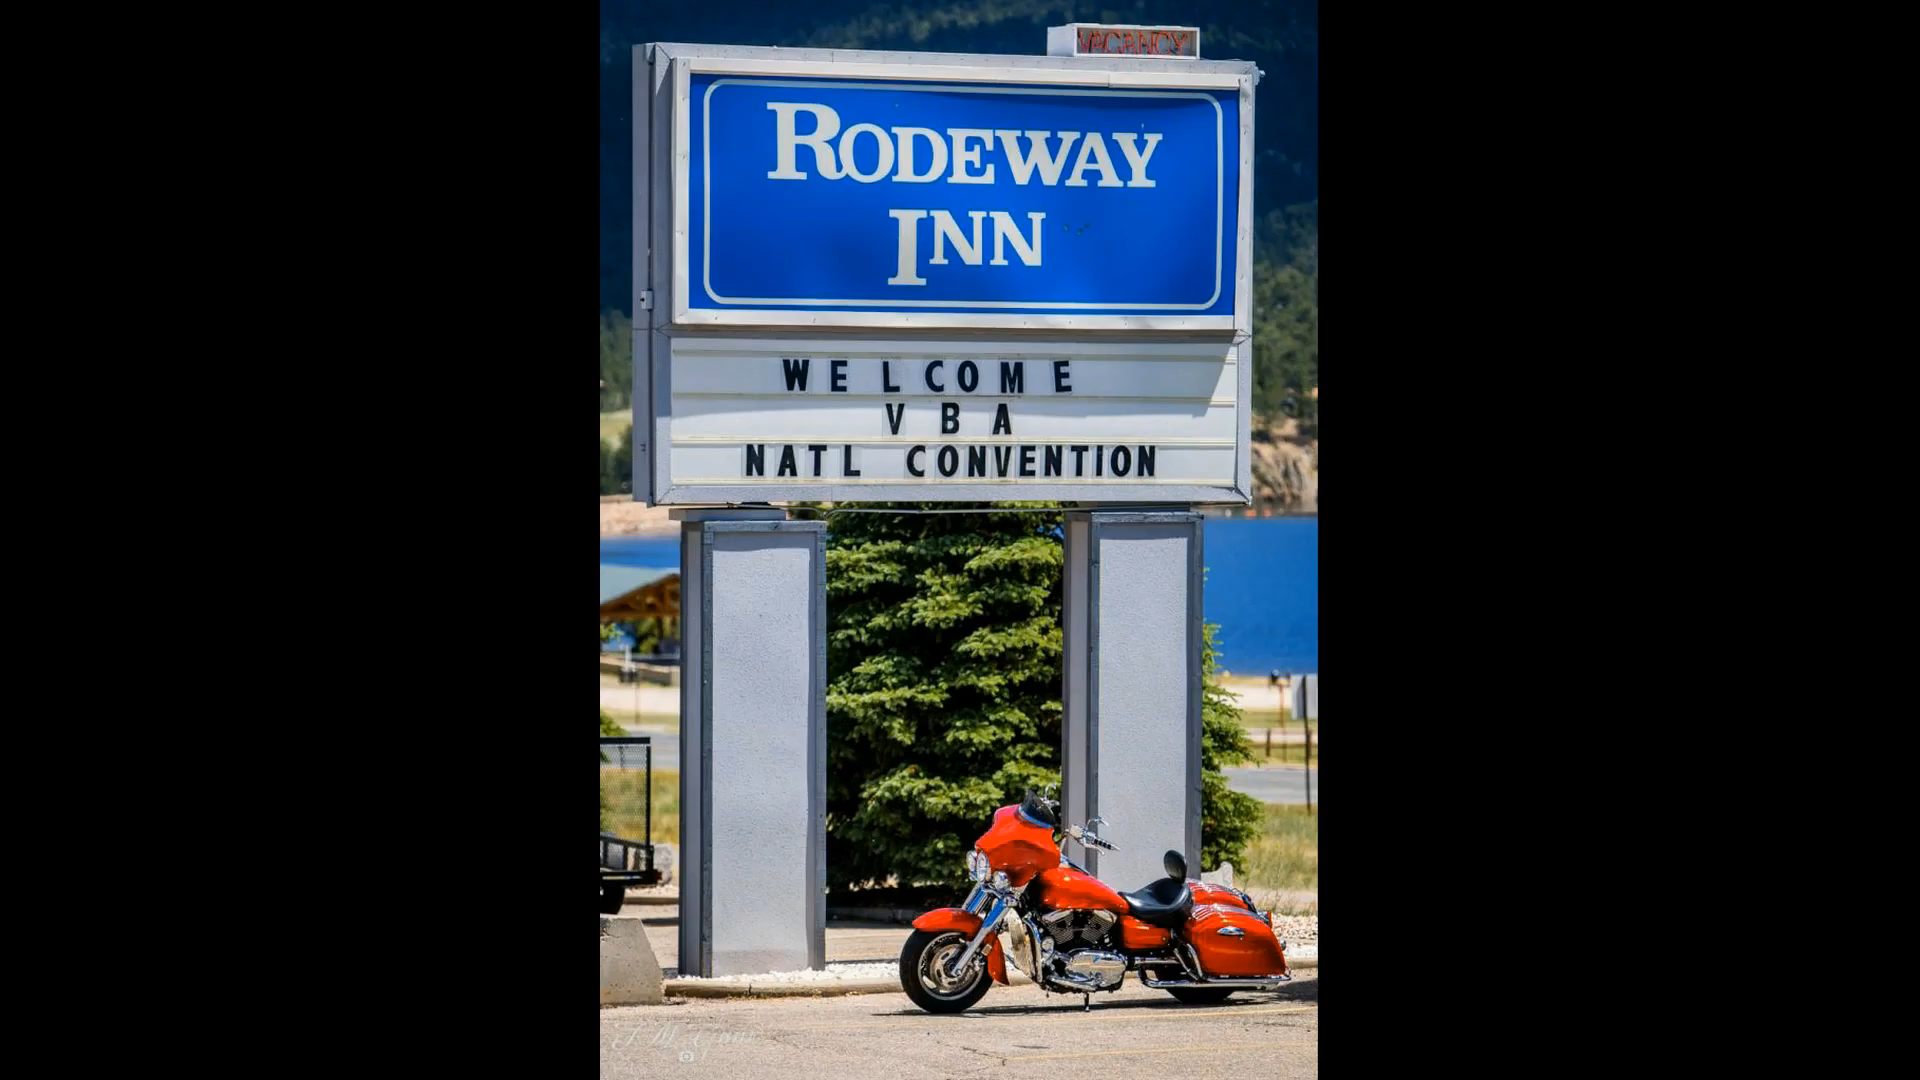 VACANCY
RODEWAY
INN
WELCOME
VBA
NATL CONVENTION